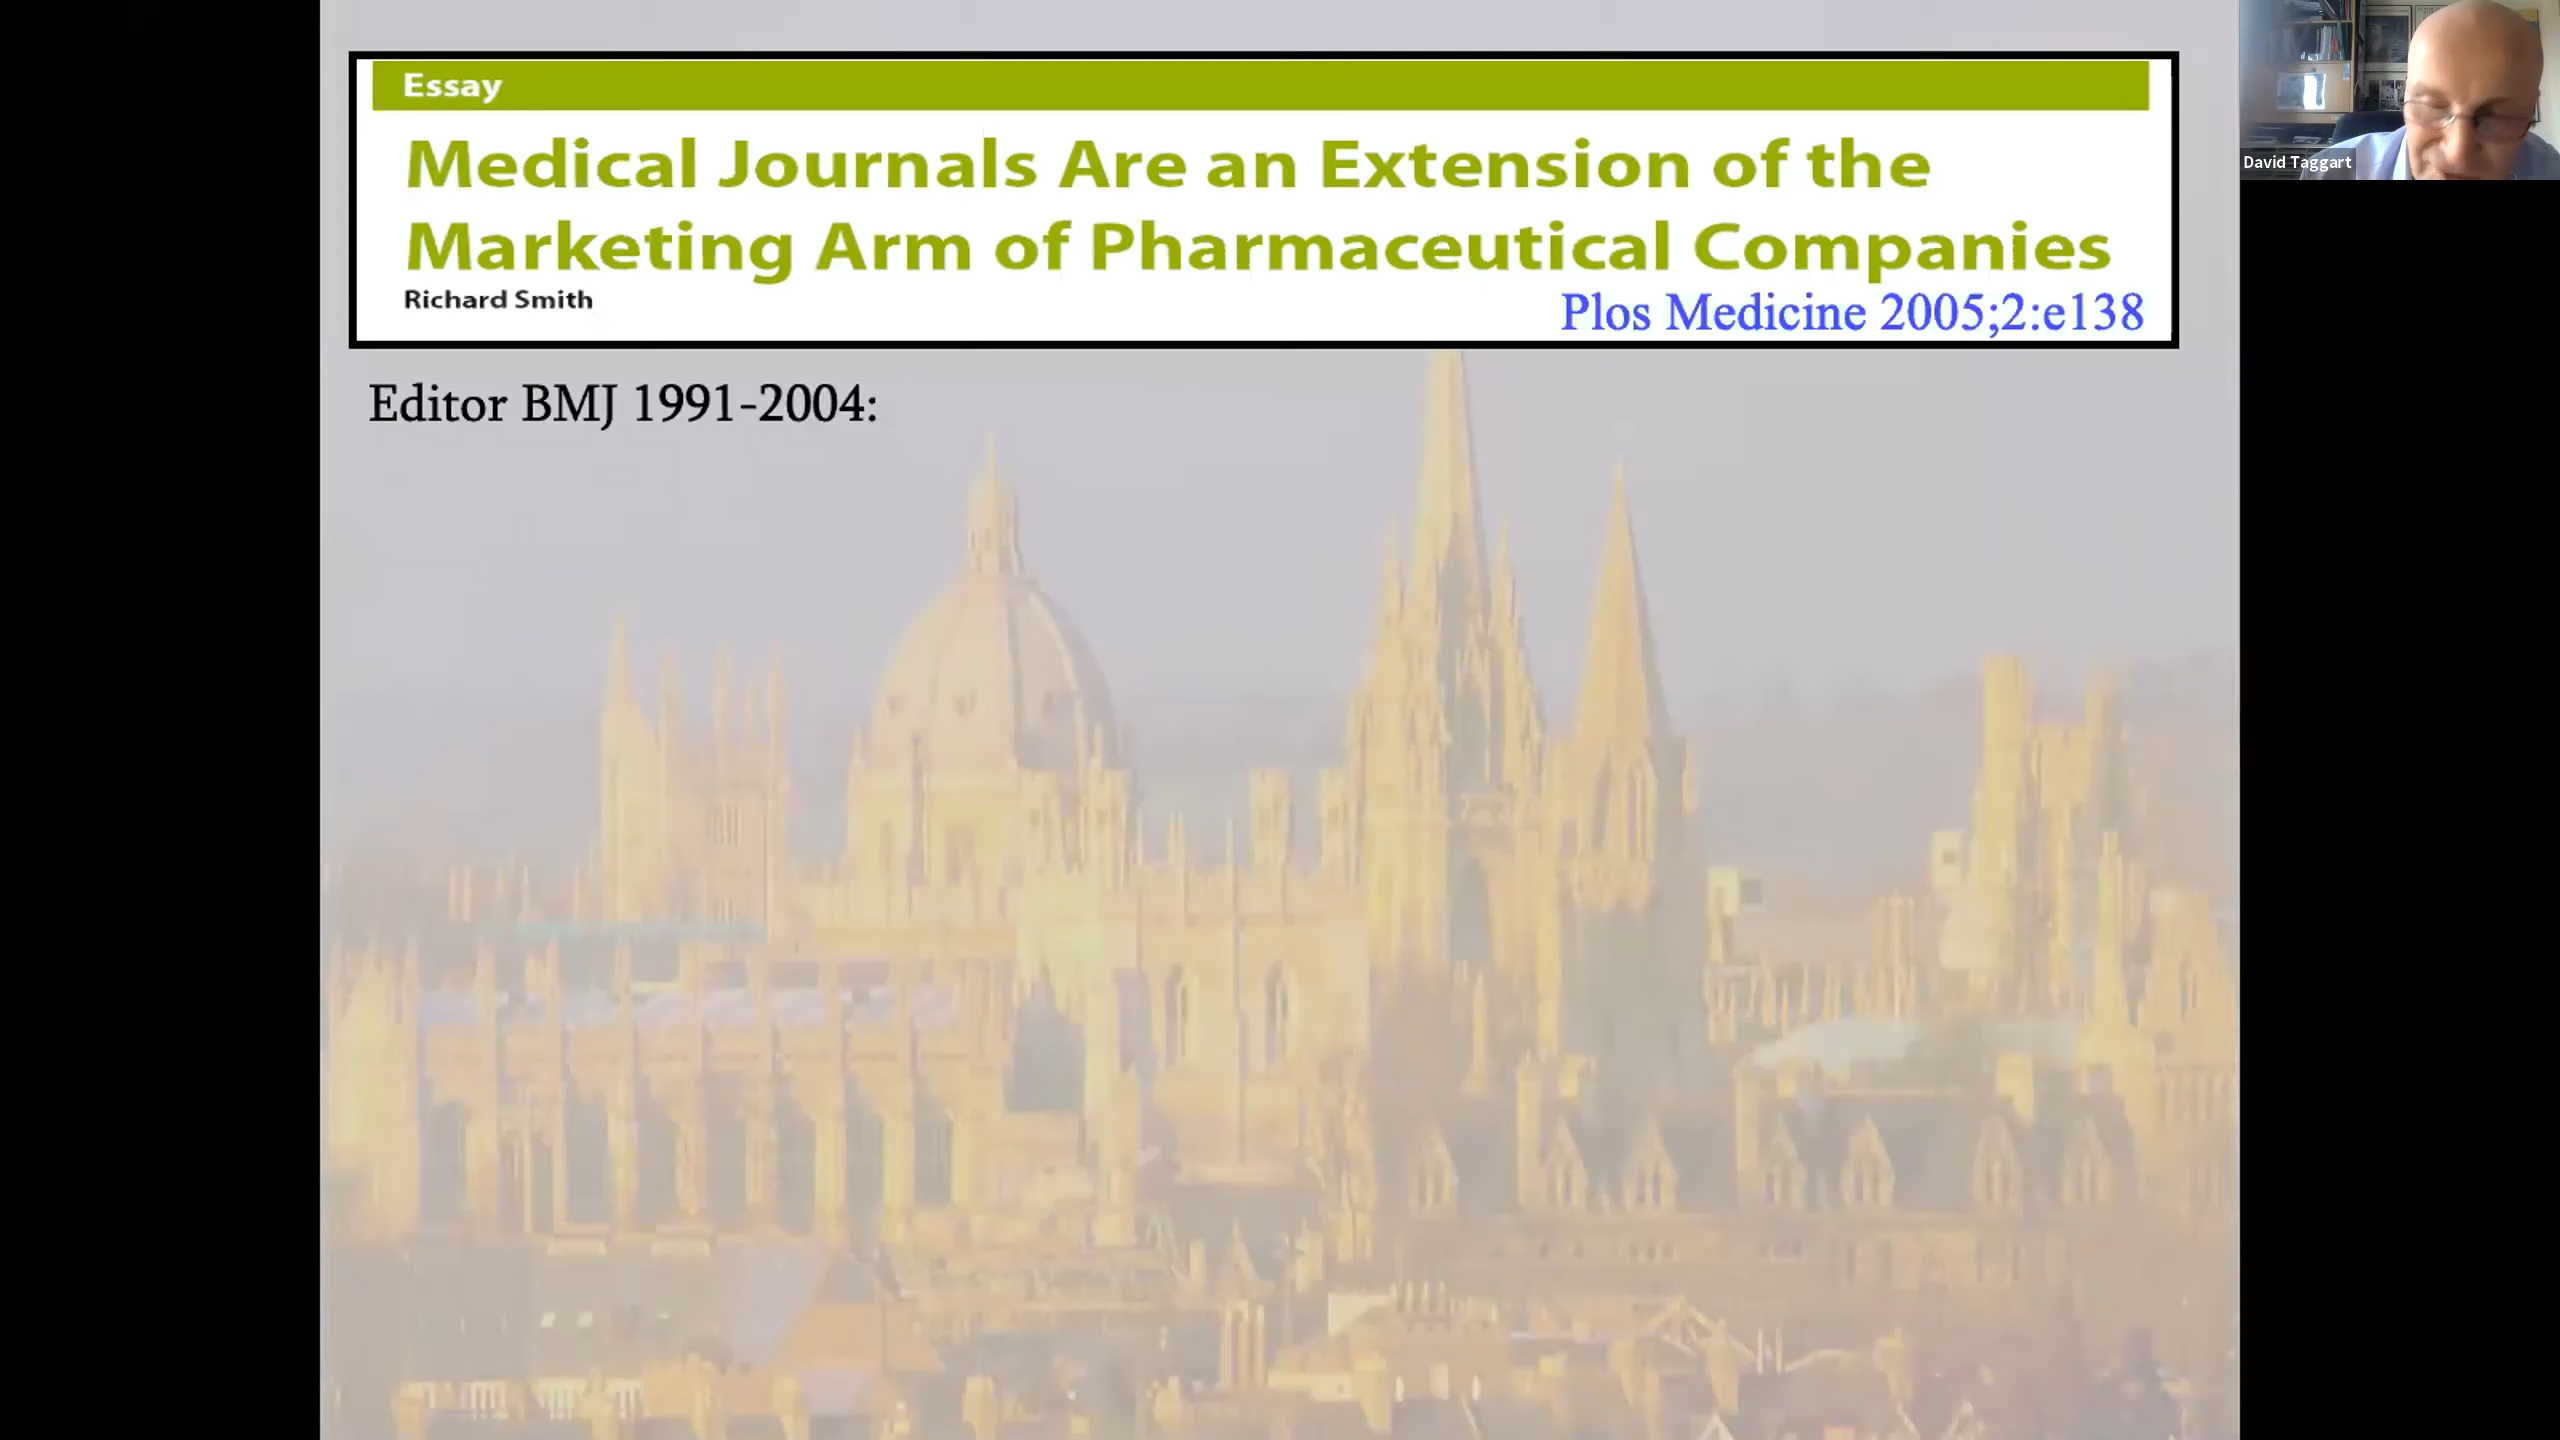 Essay
Medical Journals Are an Extension of the
Marketing Arm of Pharmaceutical Companies
Richard Smith
Plos Medicine 2005;2:e138
Editor BMJ 1991-2004:
David Taggart